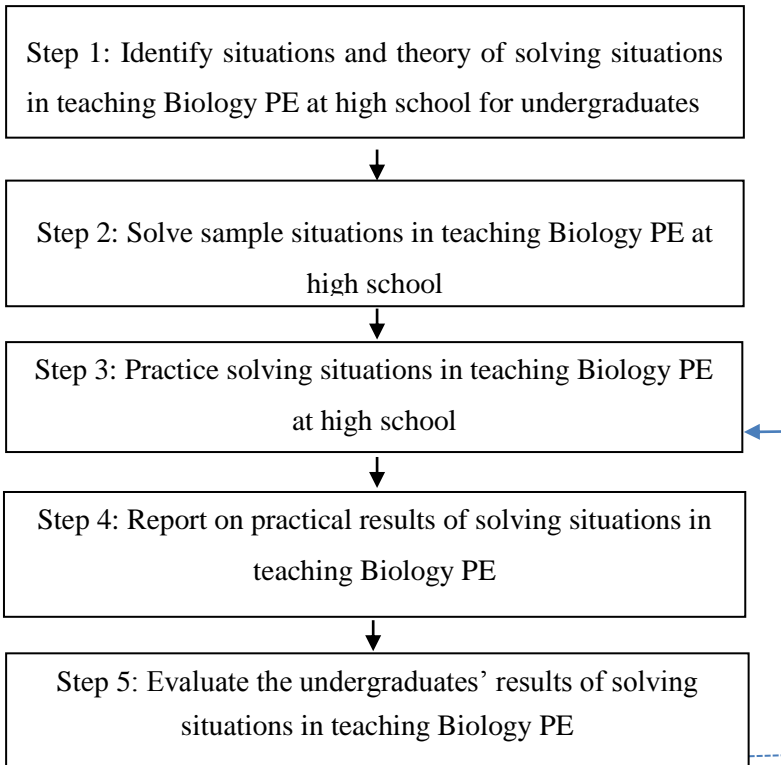 Step 1: Identify situations and theory of solving situations
in teaching Biology PE at high school for undergraduates
Step 2: Solve sample situations in teaching Biology PE at
high school
Step 3: Practice solving situations in teaching Biology PE
at high school
Step 4: Report on practical results of solving situations in
teaching Biology PE
Step 5: Evaluate the undergraduates’ results of solving
situations in teaching Biology PE